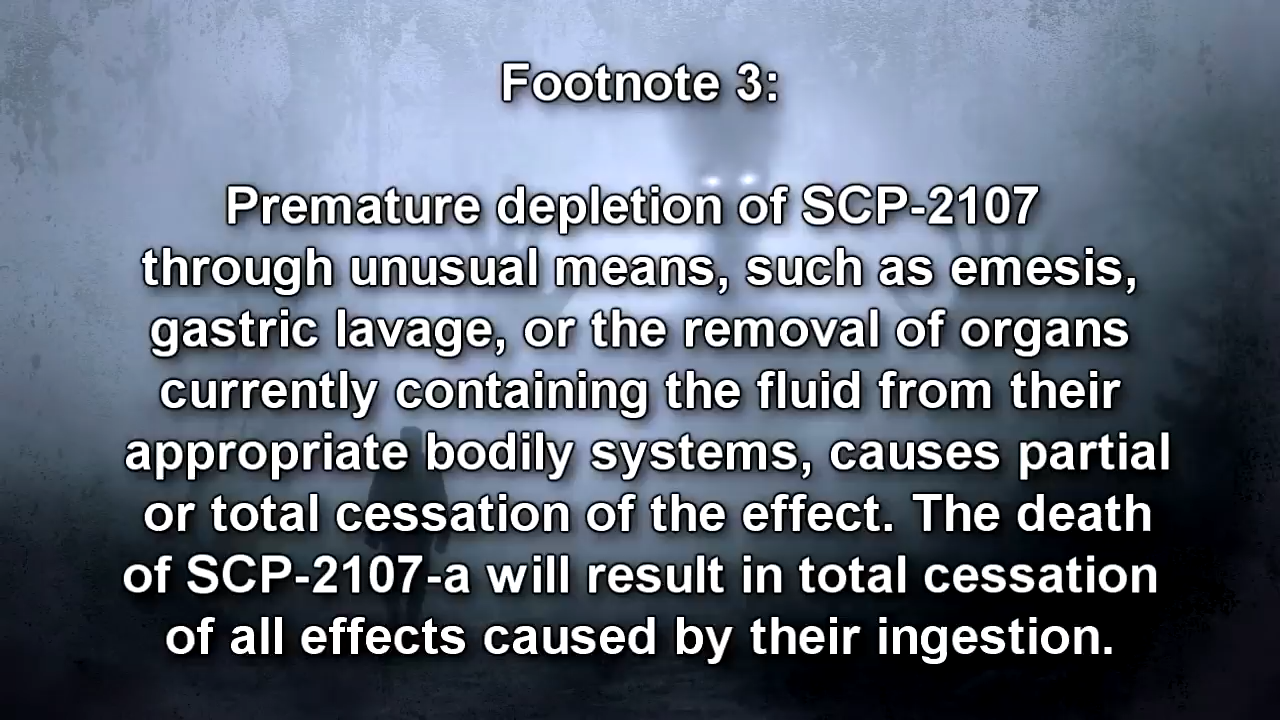 Footnote 3:
Premature depletion of SCP-2107
through unusual means, such as emesis,
gastric lavage, or the removal of organs
currently containing the fluid from their
appropriate bodily systems, causes partial
or total cessation of the effect. The death
of SCP-2107-a will result in total cessation
of all effects caused by their ingestion.